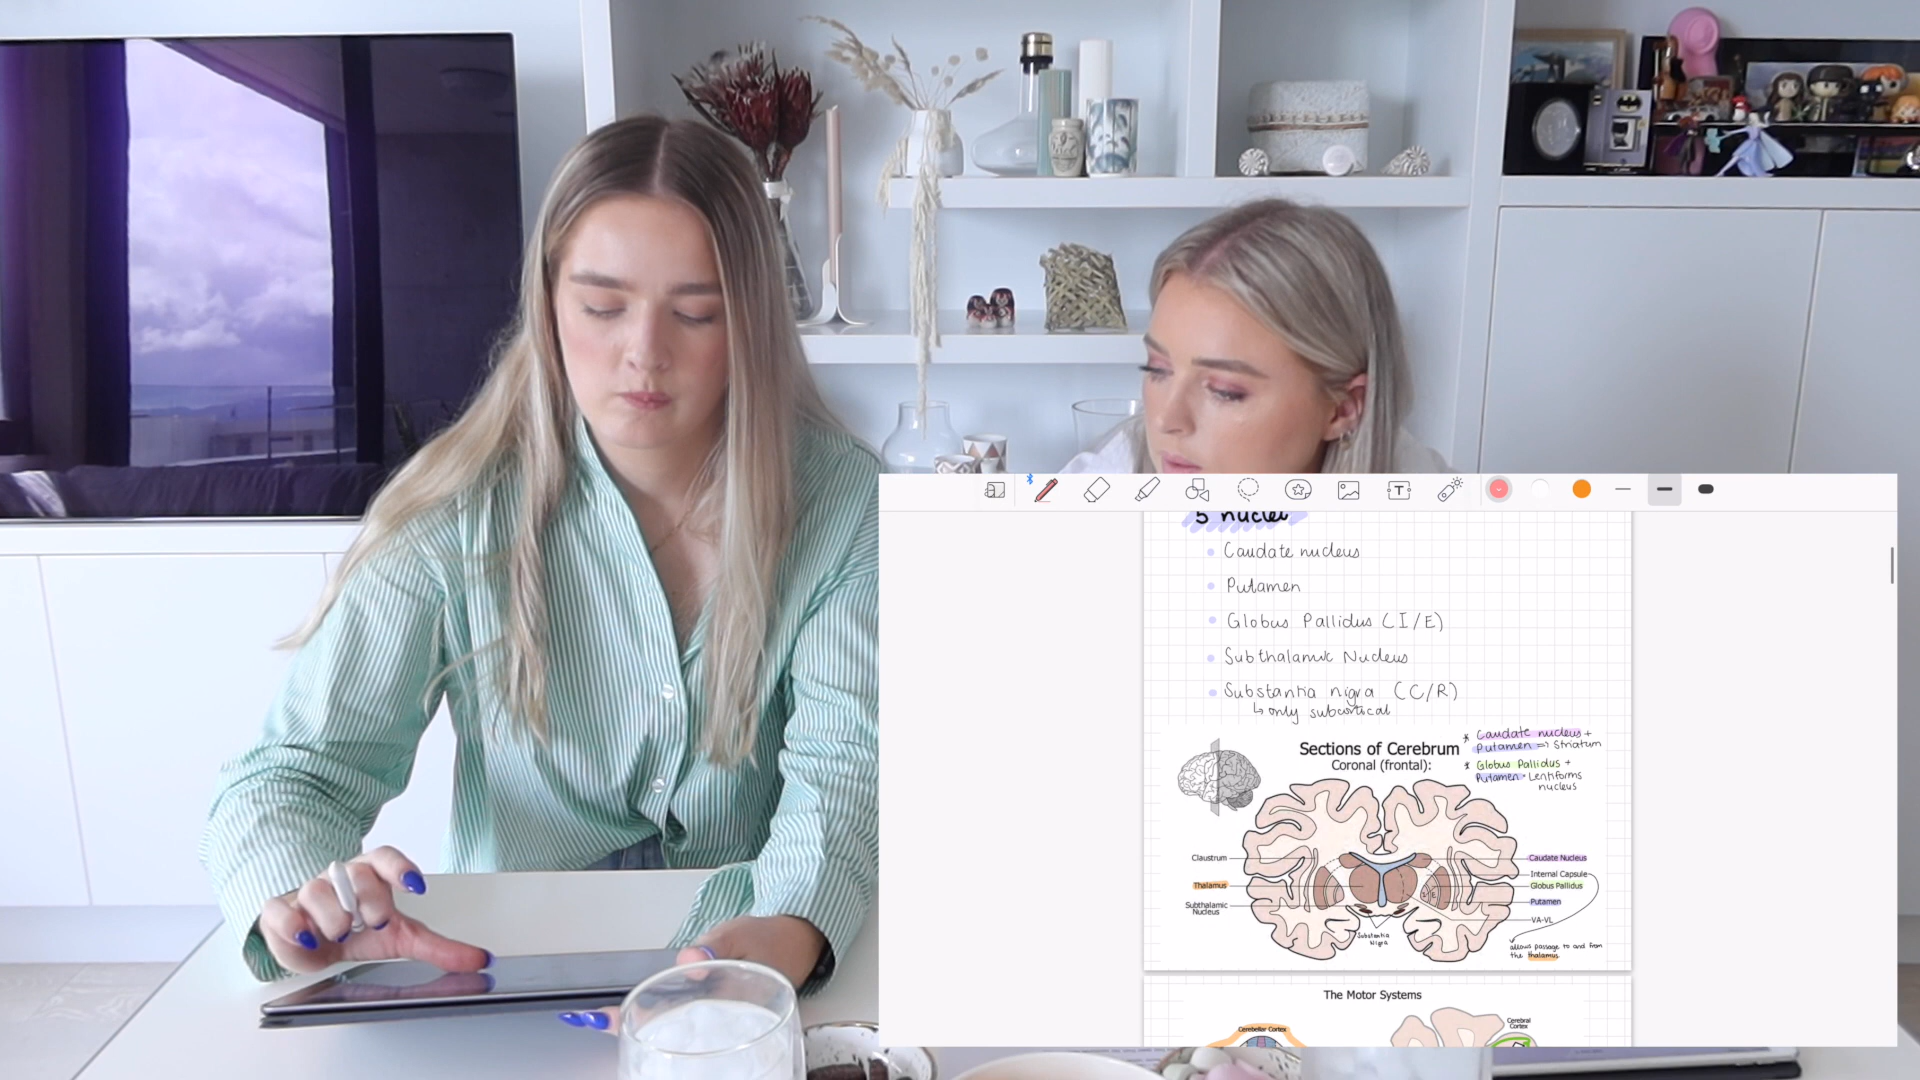 5 nuclei
Caudate nucleus
Putamen
Globus Pallidus (I/E)
Subthalamic Nucleus
Substantia nigra (C/R)
↳ only subcortical
Sections of Cerebrum
Coronal (frontal):
* Caudate nucleus +
Putamen => Striatum
* Globus Pallidus +
Putamen = Lentiforms
nucleus
Claustrum
Thalamus
Subthalamic
Nucleus
Caudate Nucleus
Internal Capsule
Globus Pallidus
Putamen
VA-VL
I
E
Substantia
Nigra
allows passage to and from
the thalamus
The Motor Systems
Cerebellar Cortex
Cerebral
Cortex
T